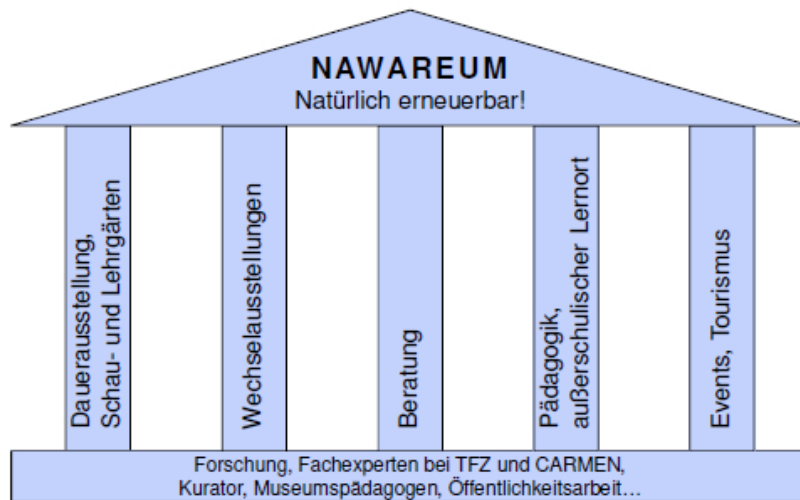 NAWAREUM
Natürlich erneuerbar!
Dauerausstellung,
Schau- und Lehrgärten
Wechselausstellungen
Beratung
Pädagogik,
außerschulischer Lernort
Events, Tourismus
Forschung, Fachexperten bei TFZ und CARMEN,
Kurator, Museumspädagogen, Öffentlichkeitsarbeit...